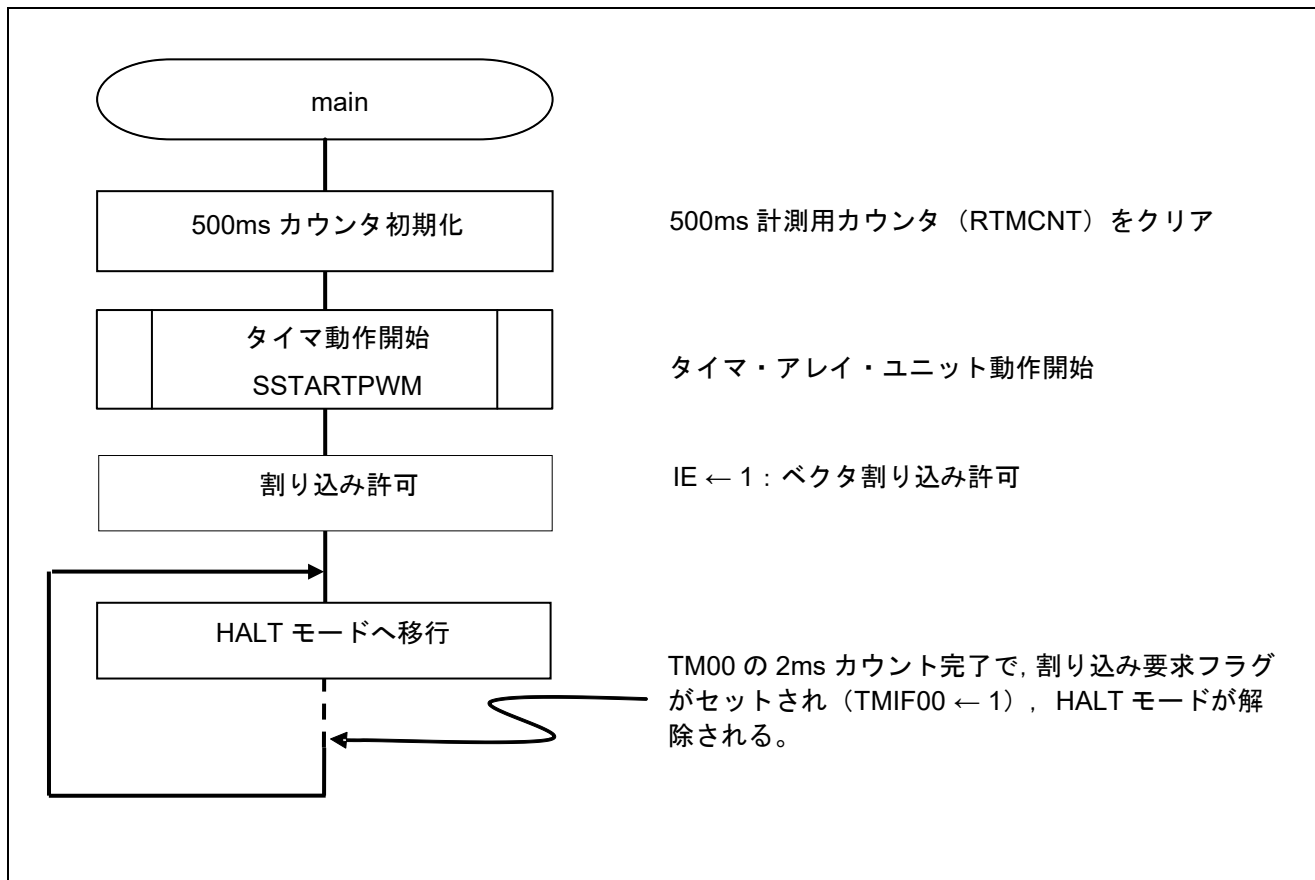 main
500ms カウンタ初期化
500ms 計測用カウンタ（RTMCNT）をクリア
タイマ動作開始
SSTARTPWM
タイマ・アレイ・ユニット動作開始
割り込み許可
IE ← 1：ベクタ割り込み許可
HALT モードへ移行
TM00 の 2ms カウント完了で, 割り込み要求フラグ
がセットされ（TMIF00 ← 1）, HALT モードが解
除される。